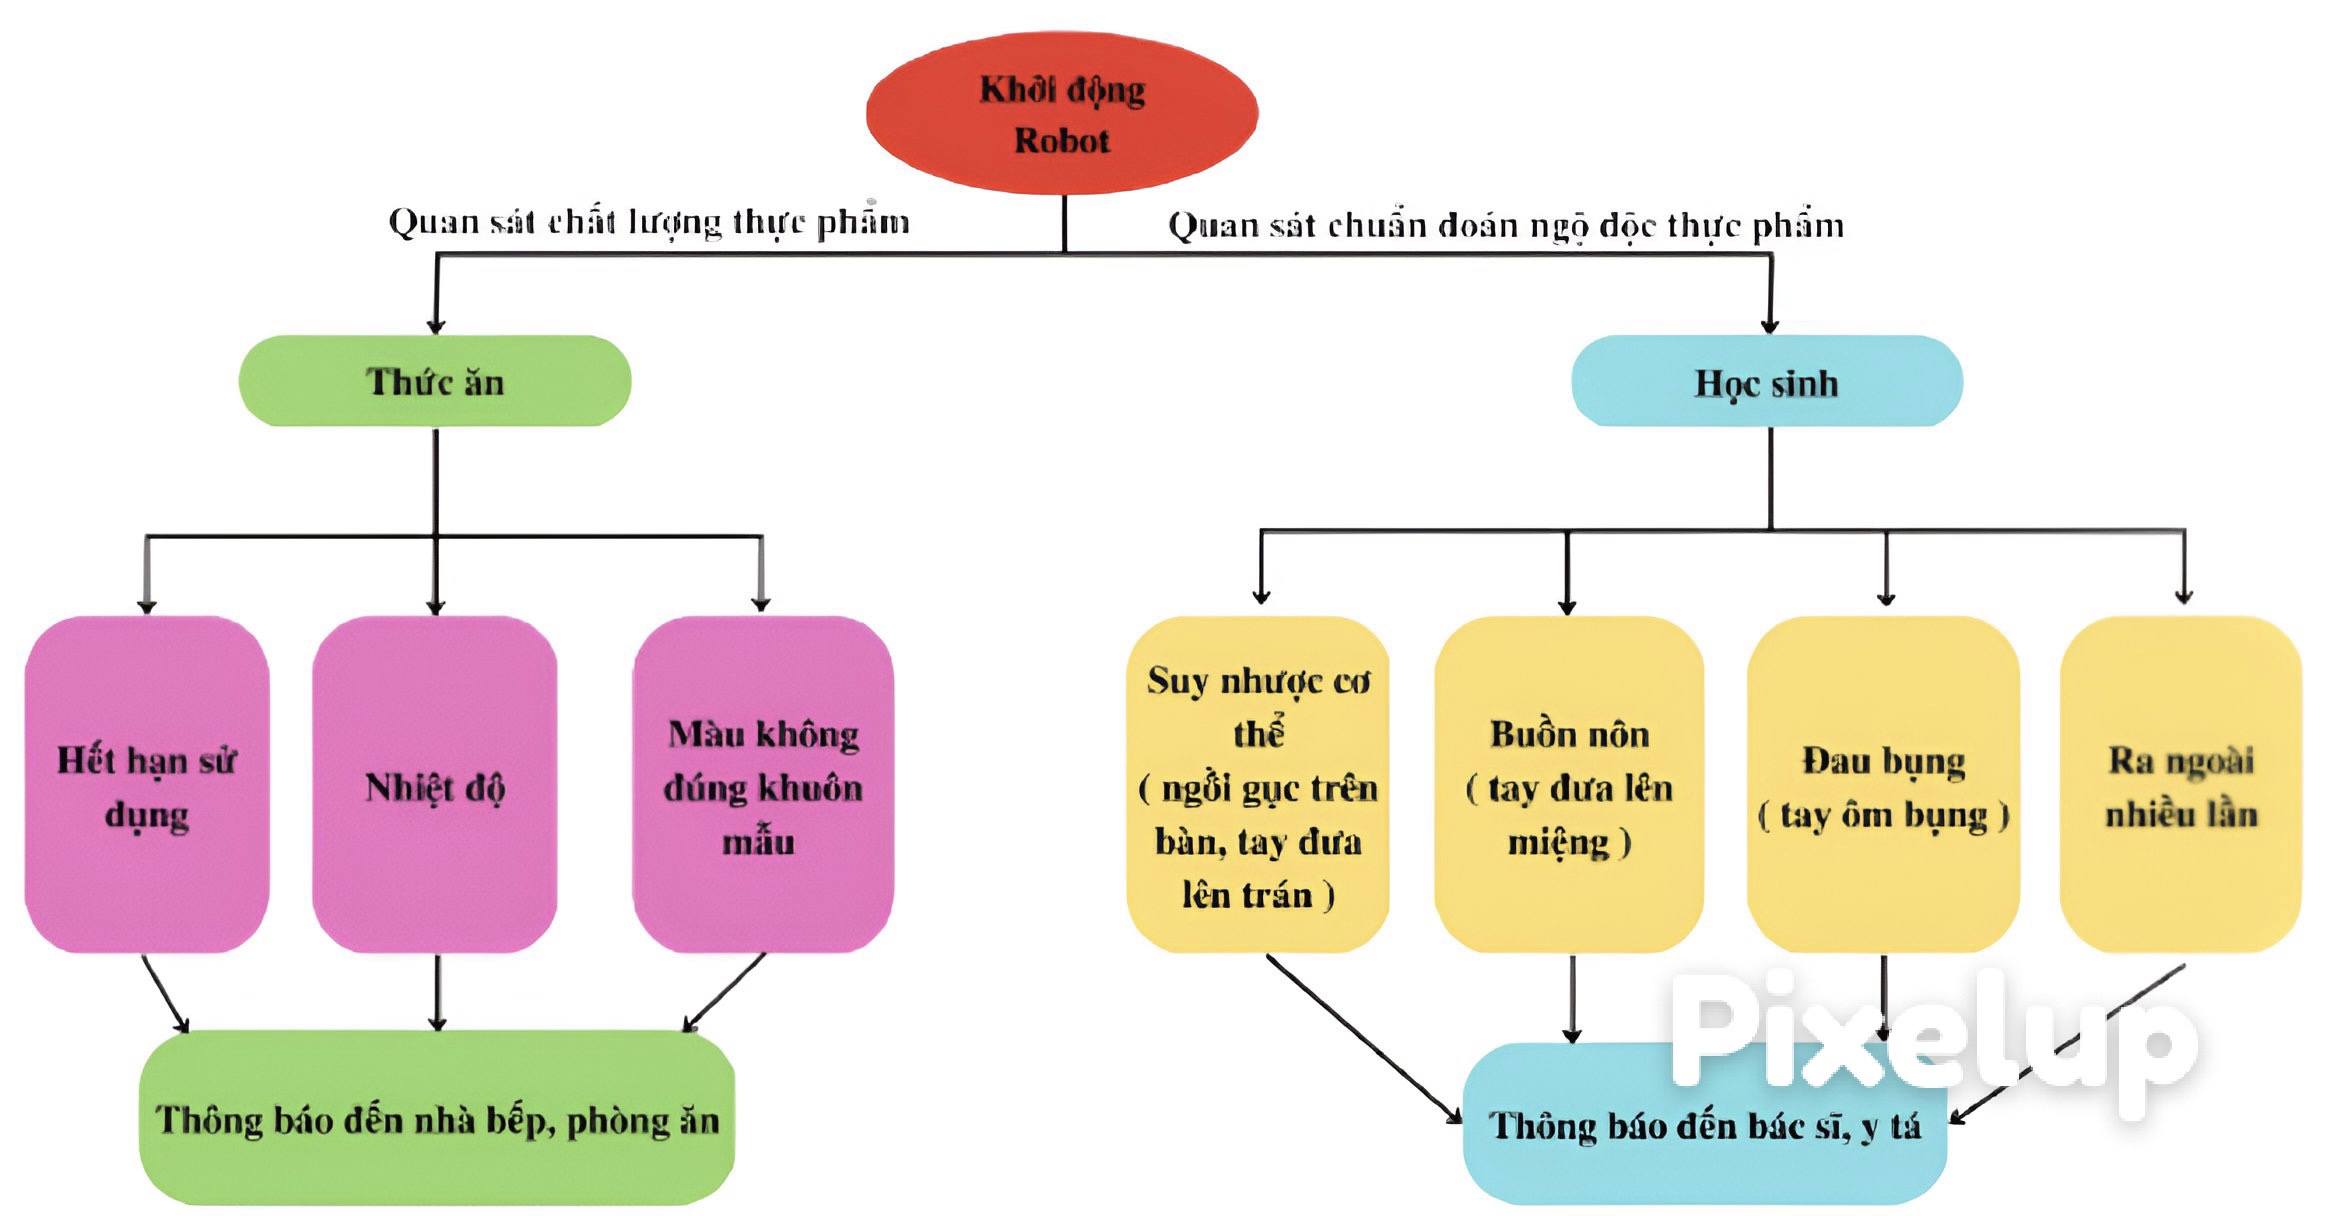 Khởi động
Robot
Quan sát chất lượng thực phẩm
Quan sát chuẩn đoán ngộ độc thực phẩm
Thức ăn
Học sinh
Hết hạn sử
dụng
Nhiệt độ
Màu không
đúng khuôn
mẫu
Suy nhược cơ
thể
( ngồi gục trên
bàn, tay đưa
lên trán )
Buồn nôn
( tay đưa lên
miệng )
Đau bụng
( tay ôm bụng )
Ra ngoài
nhiều lần
Thông báo đến nhà bếp, phòng ăn
Thông báo đến bác sĩ, y tá
Pixelup